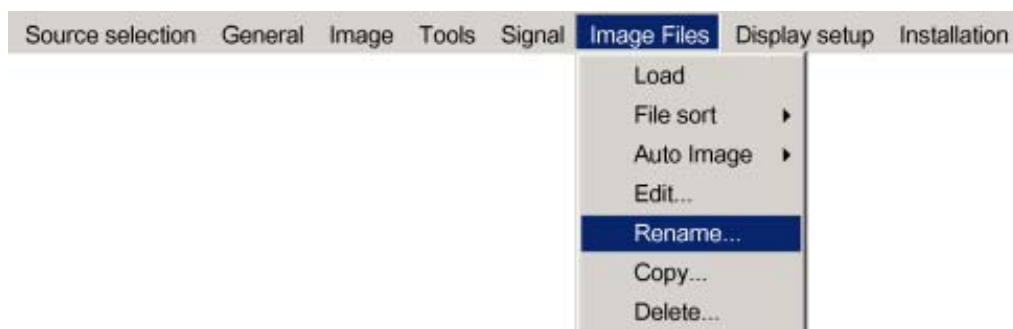 Source selection General Image Tools Signal Image Files Display setup Installation
Load
File sort
Auto Image
Edit...
Rename...
Copy...
Delete...